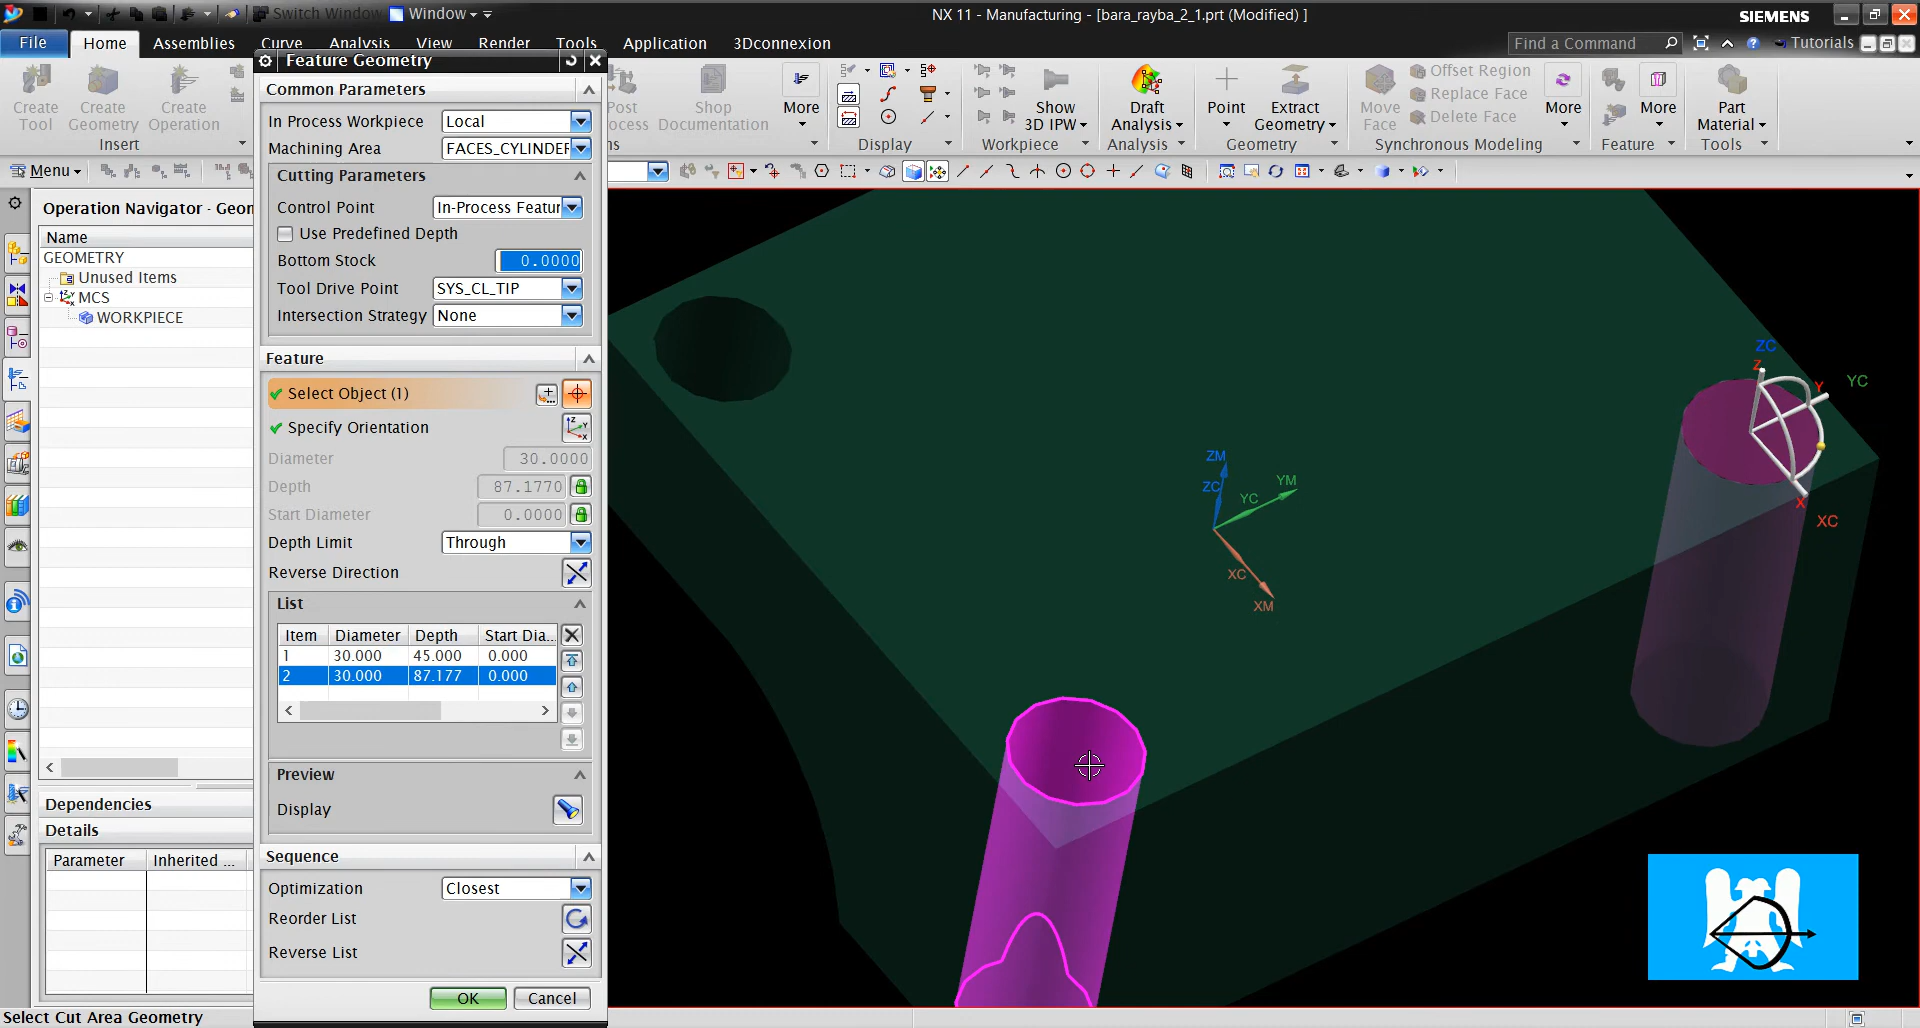 Switch Window Window
NX 11 - Manufacturing - [bara_rayba_2_1.prt (Modified) ]
SIEMENS
File Home Assemblies Curve Analysis View Render Tools Application 3Dconnexion
Find a Command
Tutorials
Create Tool
Create Geometry
Create Operation
Insert
Post
Shop Documentation
More
Display
Show 3D IPW
Workpiece
Draft Analysis
Analysis
Point
Extract Geometry
Geometry
Move Face
Offset Region
Replace Face
Delete Face
More
Synchronous Modeling
More
Feature
Part Material
Tools
Menu
Operation Navigator - Geom
Name
GEOMETRY
Unused Items
MCS
WORKPIECE
Dependencies
Details
Parameter Inherited ...
Feature Geometry
Common Parameters
In Process Workpiece Local
Machining Area FACES_CYLINDER
Cutting Parameters
Control Point In-Process Featur
Use Predefined Depth
Bottom Stock 0.0000
Tool Drive Point SYS_CL_TIP
Intersection Strategy None
Feature
Select Object (1)
Specify Orientation
Diameter 30.0000
Depth 87.1770
Start Diameter 0.0000
Depth Limit Through
Reverse Direction
List
Item Diameter Depth Start Dia...
1 30.000 45.000 0.000
2 30.000 87.177 0.000
Preview
Display
Sequence
Optimization Closest
Reorder List
Reverse List
OK Cancel
ZC
Z
Y YC
X
XC
ZM
ZC
YM
YC
XC
XM
Select Cut Area Geometry